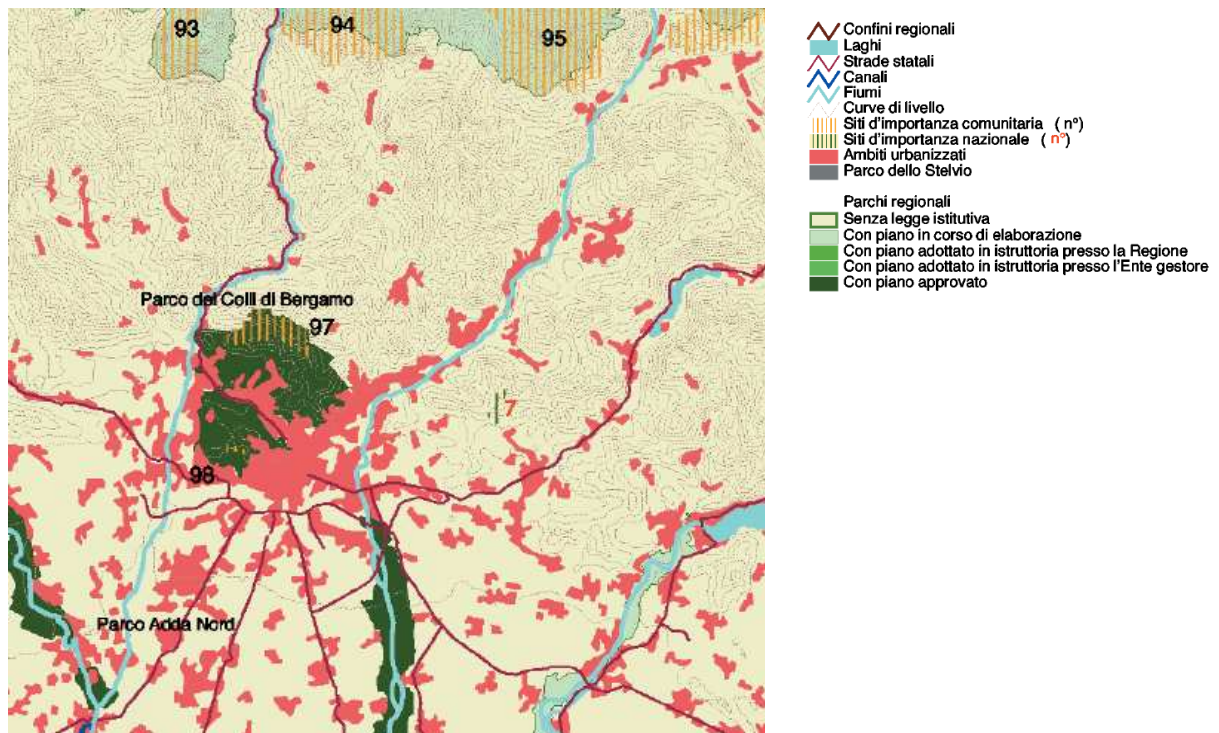 93
94
95
Parco dei Colli di Bergamo
97
7
98
Parco Adda Nord
Confini regionali
Laghi
Strade statali
Canali
Fiumi
Curve di livello
Siti d'importanza comunitaria ( n°)
Siti d'importanza nazionale ( n°)
Ambiti urbanizzati
Parco dello Stelvio
Parchi regionali
Senza legge istitutiva
Con piano in corso di elaborazione
Con piano adottato in istruttoria presso la Regione
Con piano adottato in istruttoria presso l'Ente gestore
Con piano approvato